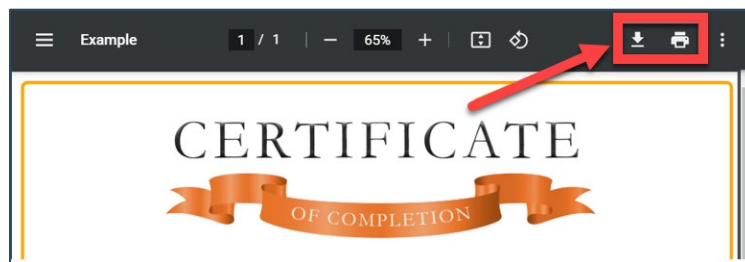 Example 1 / 1 65%
CERTIFICATE
OF COMPLETION